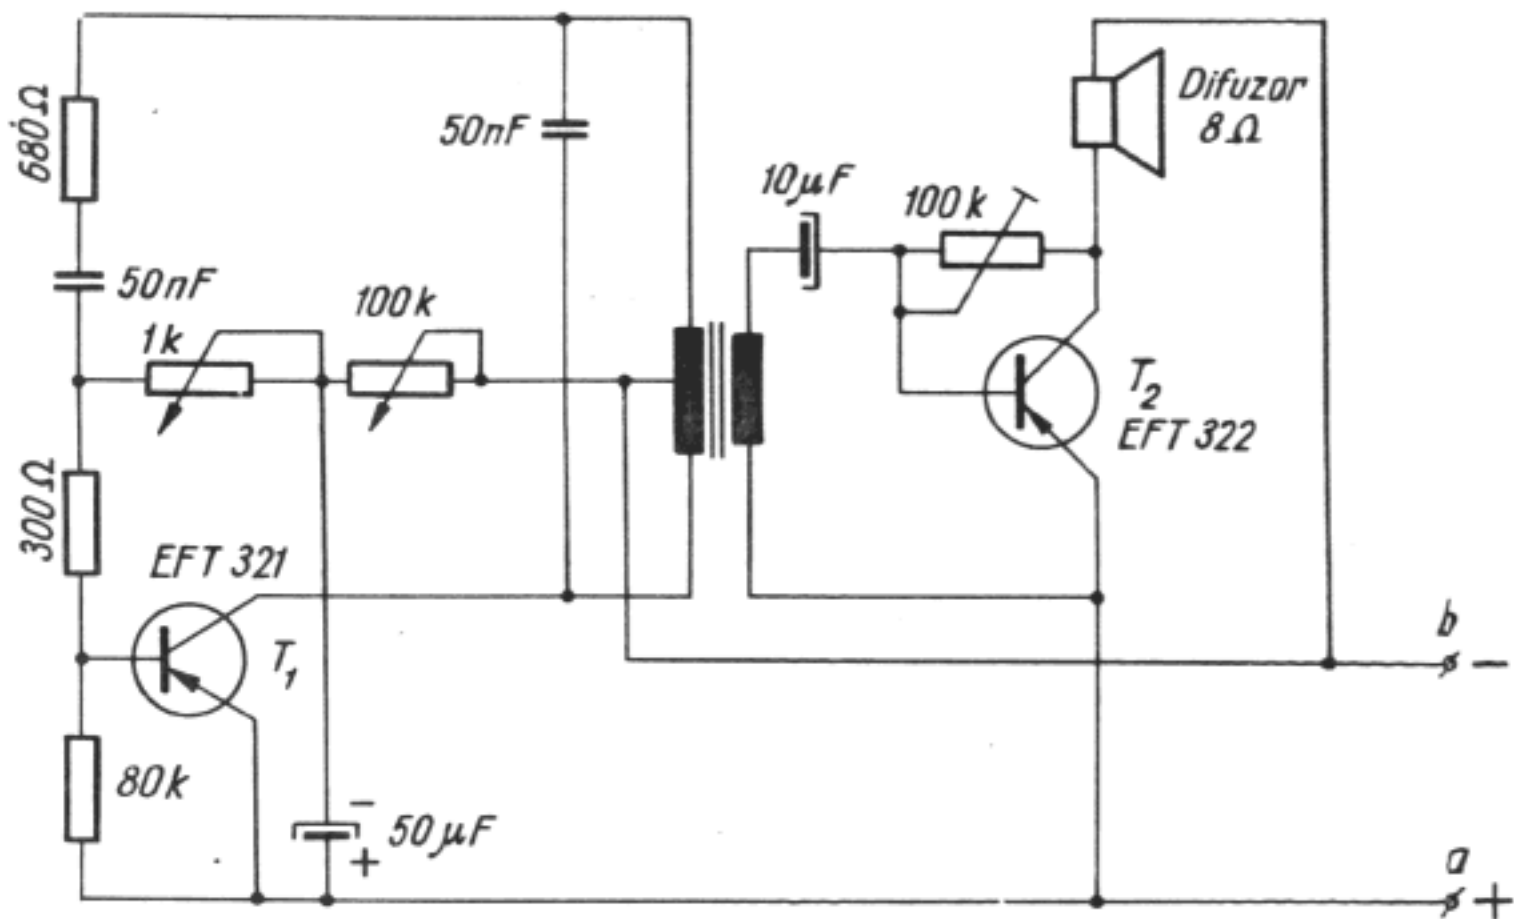 680Ω
50nF
Difuzor
8Ω
10μF
100k
50nF
1k
100k
T2
EFT 322
300Ω
EFT 321
T1
b
−
80k
−
50μF
+
a
+